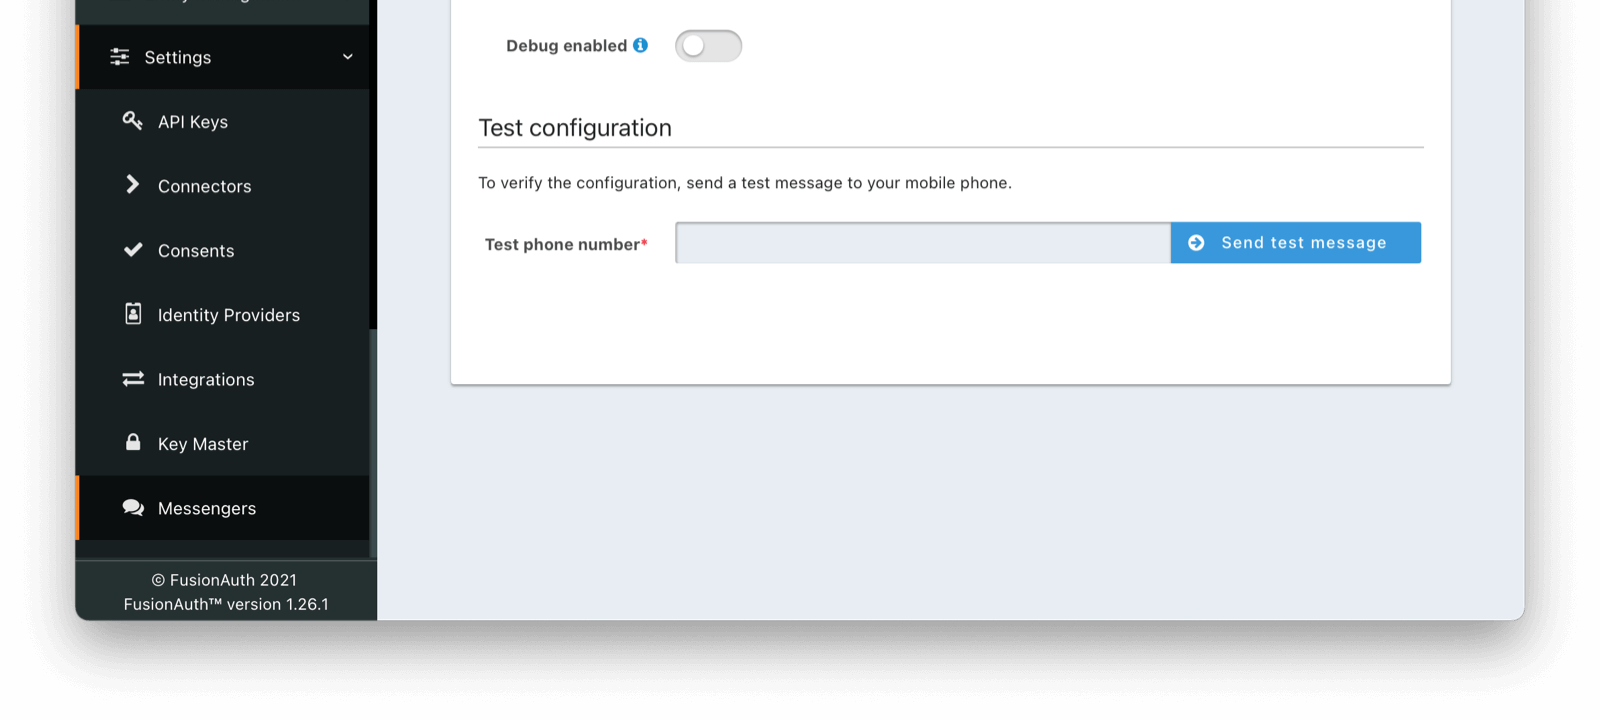 Settings
API Keys
Connectors
Consents
Identity Providers
Integrations
Key Master
Messengers
© FusionAuth 2021
FusionAuth™ version 1.26.1
Debug enabled
Test configuration
To verify the configuration, send a test message to your mobile phone.
Test phone number*
Send test message